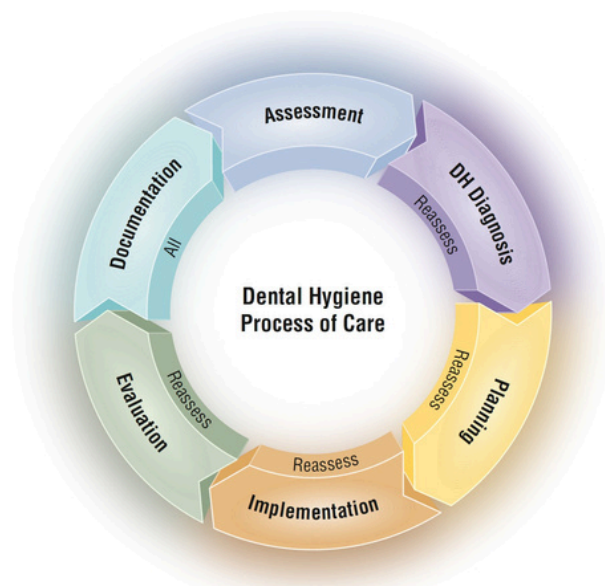 Assessment
DH Diagnosis
Reassess
Planning
Reassess
Implementation
Reassess
Evaluation
Reassess
Documentation
All
Dental Hygiene
Process of Care